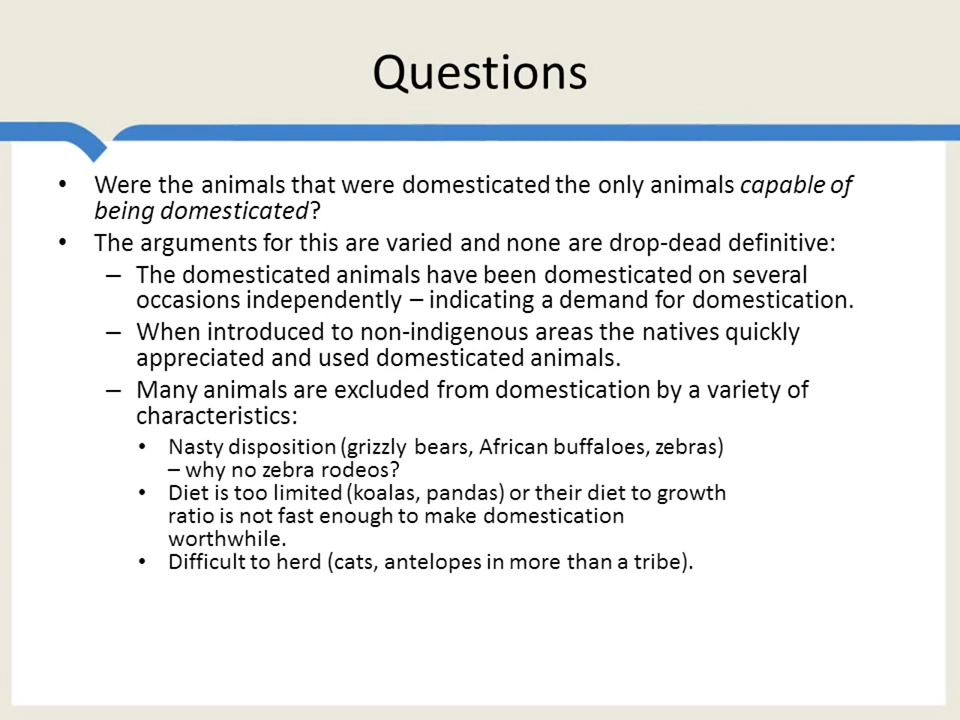 Questions
• Were the animals that were domesticated the only animals capable of
being domesticated?
• The arguments for this are varied and none are drop-dead definitive:
– The domesticated animals have been domesticated on several
occasions independently – indicating a demand for domestication.
– When introduced to non-indigenous areas the natives quickly
appreciated and used domesticated animals.
– Many animals are excluded from domestication by a variety of
characteristics:
• Nasty disposition (grizzly bears, African buffaloes, zebras)
– why no zebra rodeos?
• Diet is too limited (koalas, pandas) or their diet to growth
ratio is not fast enough to make domestication
worthwhile.
• Difficult to herd (cats, antelopes in more than a tribe).